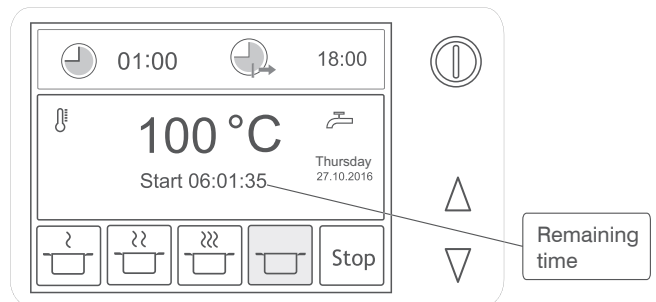 01:00
18:00
100 °C
Thursday
27.10.2016
Start 06:01:35
Stop
Remaining
time